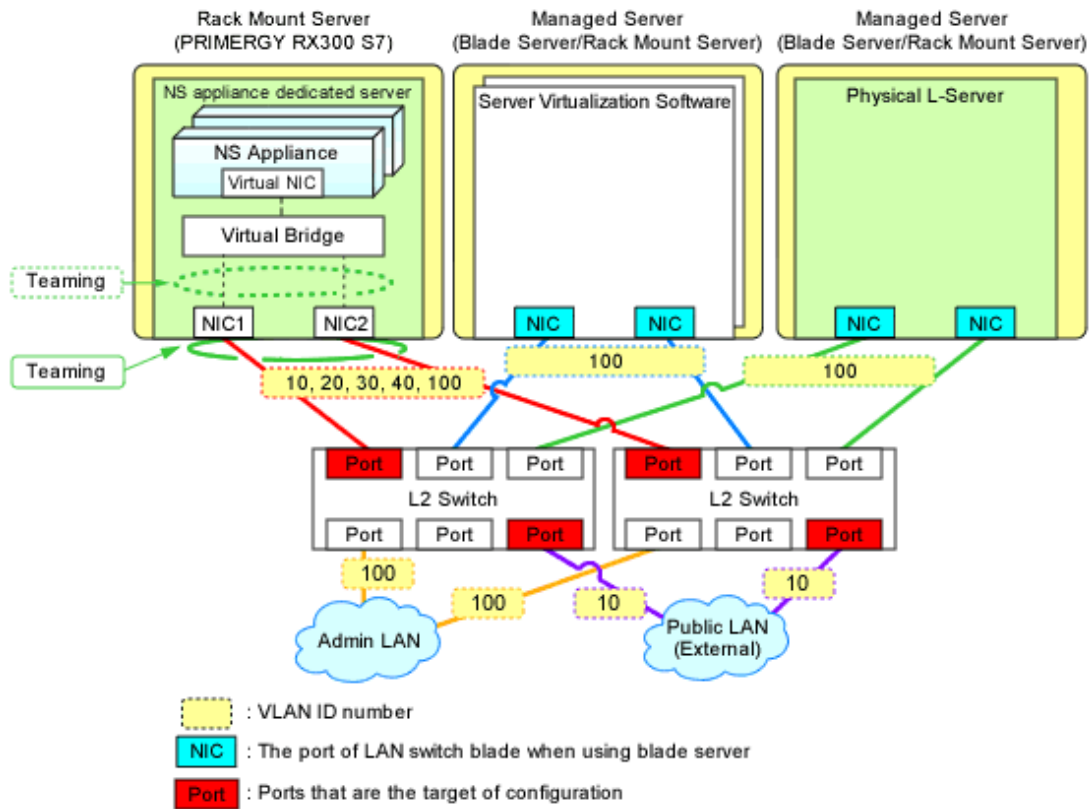 Rack Mount Server
(PRIMERGY RX300 S7)
Managed Server
(Blade Server/Rack Mount Server)
Managed Server
(Blade Server/Rack Mount Server)
NS appliance dedicated server
NS Appliance
Virtual NIC
Virtual Bridge
Server Virtualization Software
Physical L-Server
Teaming
NIC1
NIC2
NIC
NIC
NIC
NIC
Teaming
10, 20, 30, 40, 100
100
100
Port
Port
Port
Port
Port
Port
L2 Switch
L2 Switch
Port
Port
Port
Port
Port
Port
100
100
10
10
Admin LAN
Public LAN
(External)
: VLAN ID number
NIC
: The port of LAN switch blade when using blade server
Port
: Ports that are the target of configuration